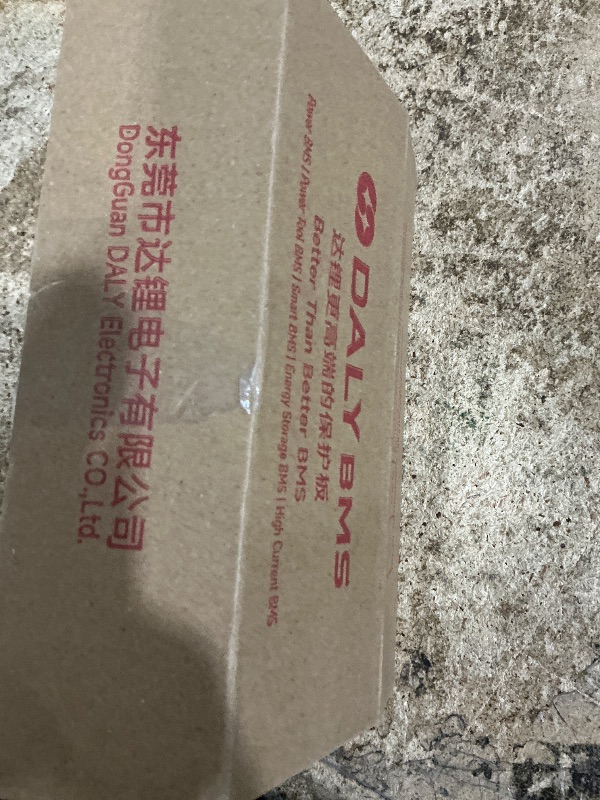 DALY BMS
达锂更高端的保护板
Better Than Better BMS
Power BMS | Power Tool BMS | Smart BMS | Energy Storage BMS | High Current BMS
东莞市达锂电子有限公司
DongGuan DALY Electronics CO.,Ltd.